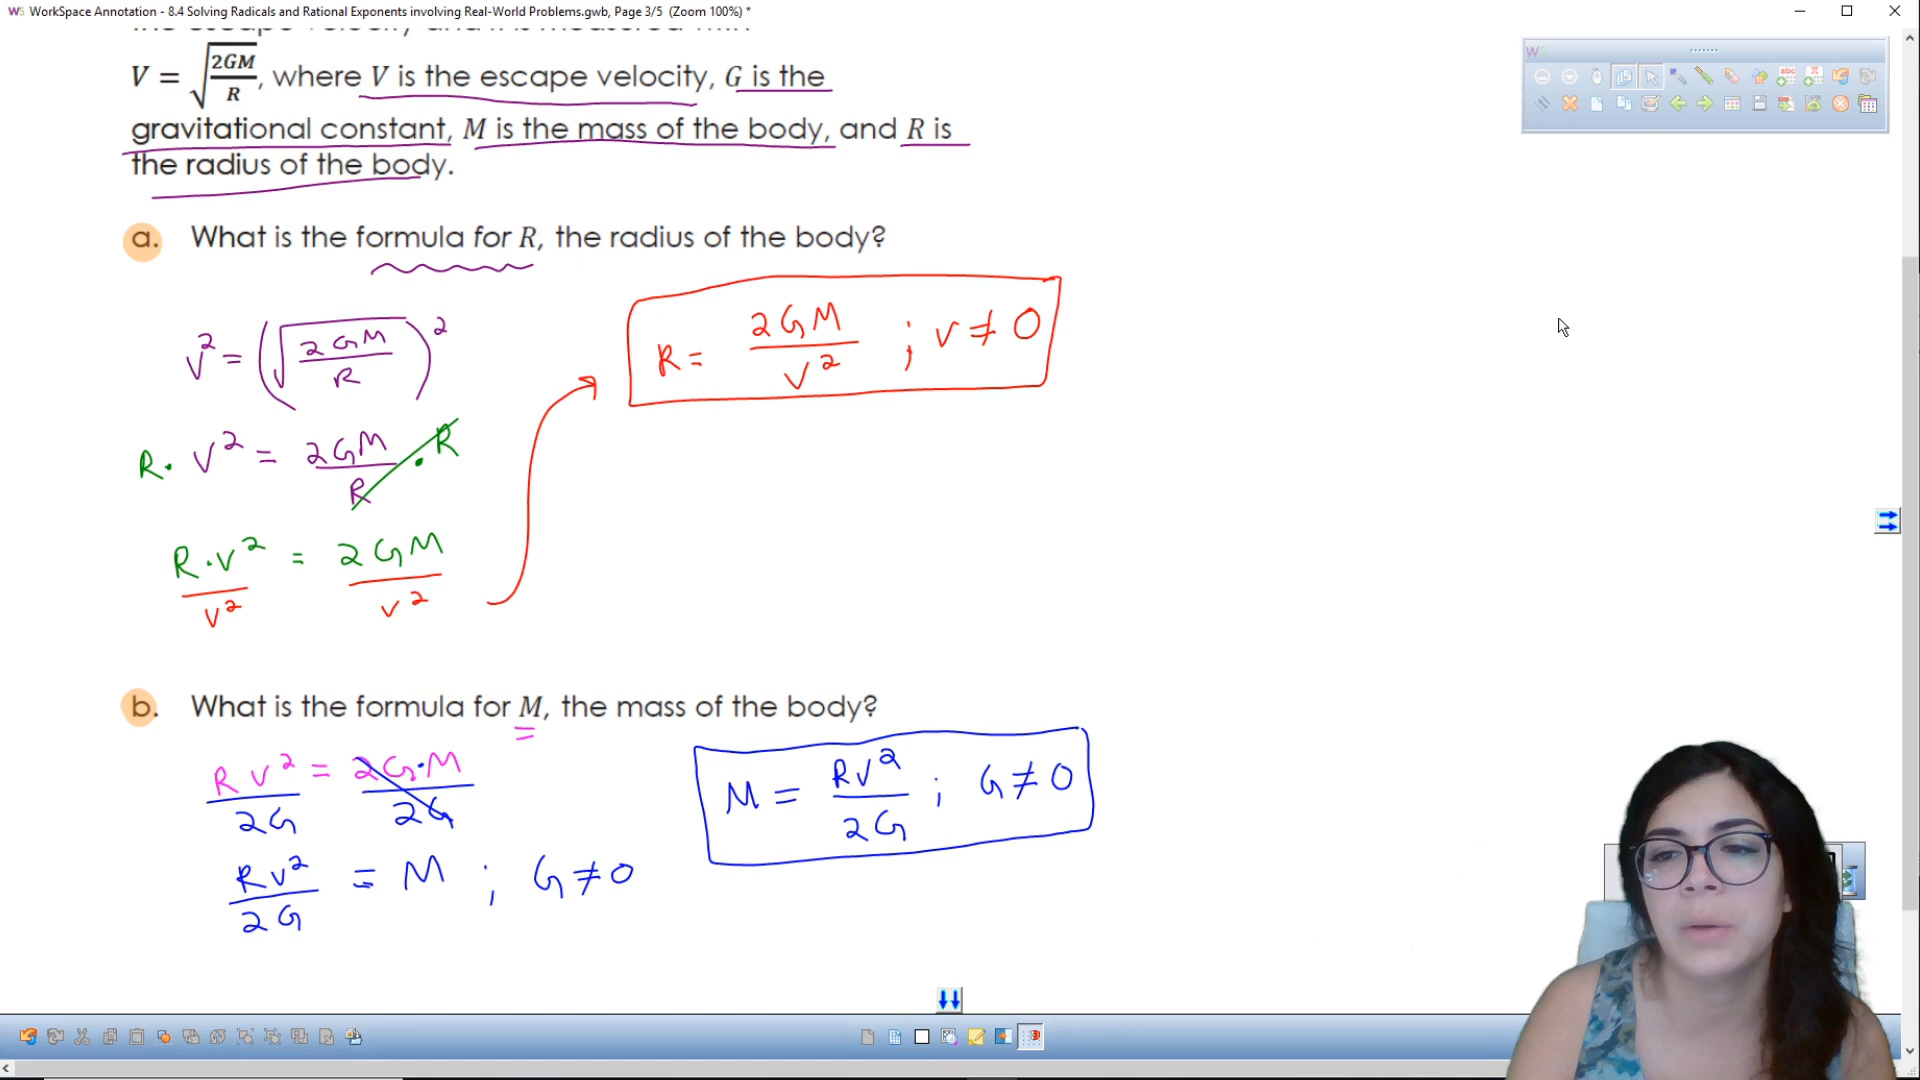 WorkSpace Annotation - 8.4 Solving Radicals and Rational Exponents involving Real-World Problems.gwb, Page 3/5 (Zoom 100%) *
V = √(2GM/R), where V is the escape velocity, G is the
gravitational constant, M is the mass of the body, and R is
the radius of the body.
a. What is the formula for R, the radius of the body?
V² = (√(2GM/R))²
R = 2GM/V² ; V ≠ 0
R · V² = 2GM/R · R
R · V² = 2GM
V² V²
b. What is the formula for M, the mass of the body?
RV²/2G = 2G·M/2G
M = RV²/2G ; G ≠ 0
RV²/2G = M ; G ≠ 0